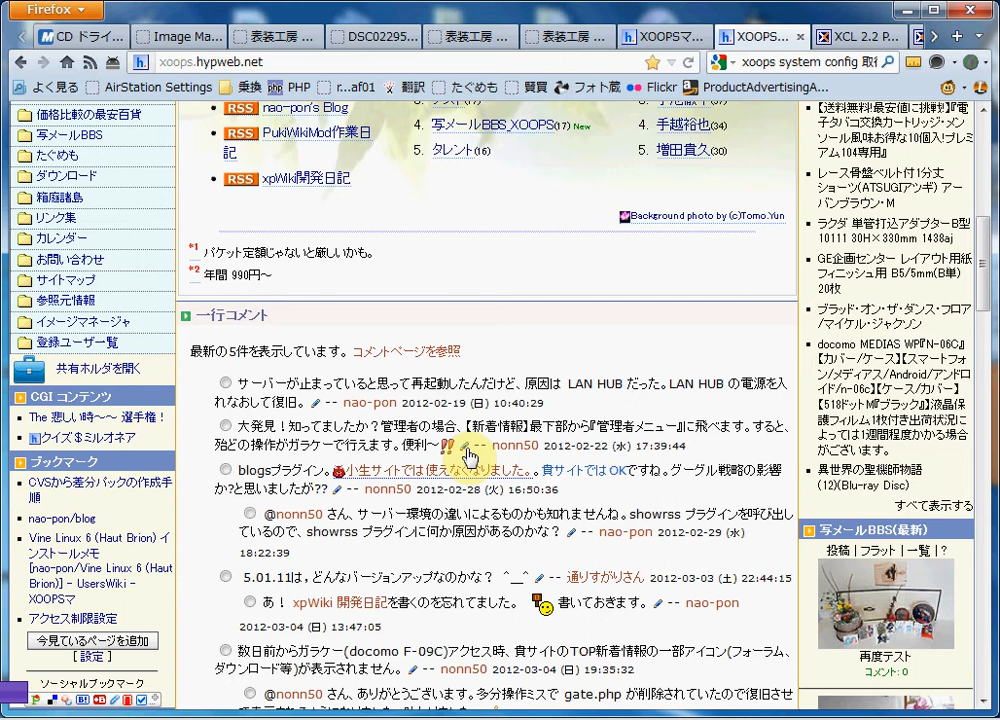 Firefox
CD ドライ...
Image Ma...
表装工房 ...
DSC02295...
表装工房 ...
表装工房 ...
XOOPSマ...
XOOPS...
XCL 2.2 P...
xoops.hypweb.net
xoops system config 取
よく見るページ
AirStation Settings
乗換
PHP
r...af01
翻訳
たぐめも
賢買
フォト蔵
Flickr
ProductAdvertisingA...
価格比較の最安百貨
写メールBBS
たぐめも
ダウンロード
箱庭諸島
リンク集
カレンダー
お問い合わせ
サイトマップ
参照元情報
イメージマネージャ
登録ユーザー一覧
共有ホルダを開く
CGI コンテンツ
The 悲しい時〜〜 選手権!
クイズ$ミルオネア
ブックマーク
CVSから差分パックの作成手順
nao-pon/blog
Vine Linux 6 (Haut Brion) インストールメモ
[nao-pon/Vine Linux 6 (Haut Brion)] - UsersWiki - XOOPSマ
アクセス制限設定
今見ているページを追加
[ 設定 ]
ソーシャルブックマーク
RSS nao-pon's Blog
RSS PukiWikiMod作業日記
RSS xpWiki開発日記
4. 写メールBBS_XOOPS(17) New
5. タレント(16)
4. 手越祐也(34)
5. 増田貴久(30)
Background photo by (c)Tomo.Yun
*1 パケット定額じゃないと厳しいかも。
*2 年間 990円〜
一行コメント
最新の5件を表示しています。 コメントページを参照
サーバーが止まっていると思って再起動したんだけど、原因は LAN HUB だった。LAN HUB の電源を入
れなおして復旧。 -- nao-pon 2012-02-19 (日) 10:40:29
大発見!知ってましたか?管理者の場合、【新着情報】最下部から『管理者メニュー』に飛べます。すると、
殆どの操作がガラケーで行えます。便利〜!! -- nonn50 2012-02-22 (水) 17:39:44
blogsプラグイン。小生サイトでは使えなくなりました。。貴サイトでは OKですね。グーグル戦略の影響
か?と思いましたが?? -- nonn50 2012-02-28 (火) 16:50:36
@nonn50 さん、サーバー環境の違いによるものかも知れませんね。showrss プラグインを呼び出し
ているので、showrss プラグインに何か原因があるのかな? -- nao-pon 2012-02-29 (水)
18:22:39
5.01.11は，どんなバージョンアップなのかな? ^__^ -- 通りすがりさん 2012-03-03 (土) 22:44:15
あ! xpWiki 開発日記を書くのを忘れてました。 書いておきます。 -- nao-pon
2012-03-04 (日) 13:47:05
数日前からガラケー(docomo F-09C)アクセス時、貴サイトのTOP新着情報の一部アイコン(フォーラム、
ダウンロード等)が表示されません。 -- nonn50 2012-03-04 (日) 19:35:32
@nonn50 さん、ありがとうございます。多分操作ミスで gate.php が削除されていたので復旧させ
【送料無料!最安値に挑戦!】『電
子タバコ交換カートリッジ・メン
ソール風味お得な10個入!プレミ
アム104専用』
レース骨盤ベルト付1分丈
ショーツ(ATSUGIアツギ) アー
バンブラウン・M
ラクダ 単管打込アダプターB型
10111 30H×330mm 1438aj
GE企画センター レイアウト用紙
フィニッシュ用 B5/5mm(B単)
20枚
ブラッド・オン・ザ・ダンス・フロア
/マイケル・ジャクソン
docomo MEDIAS WP『N-06C』
【カバー/ケース】【スマートフォ
ン/メディアス/Android/アンドロ
イド/n-06c】【ケース/カバー】
【518ドットM『ブラック』】液晶保
護フィルム1枚付き出荷状況に
よっては1週間程度かかる場合
がございます。
異世界の聖機師物語
(12)(Blu-ray Disc)
すべて表示する
写メールBBS(最新)
投稿 | フラット | 一覧 | ?
再度テスト
コメント: 0